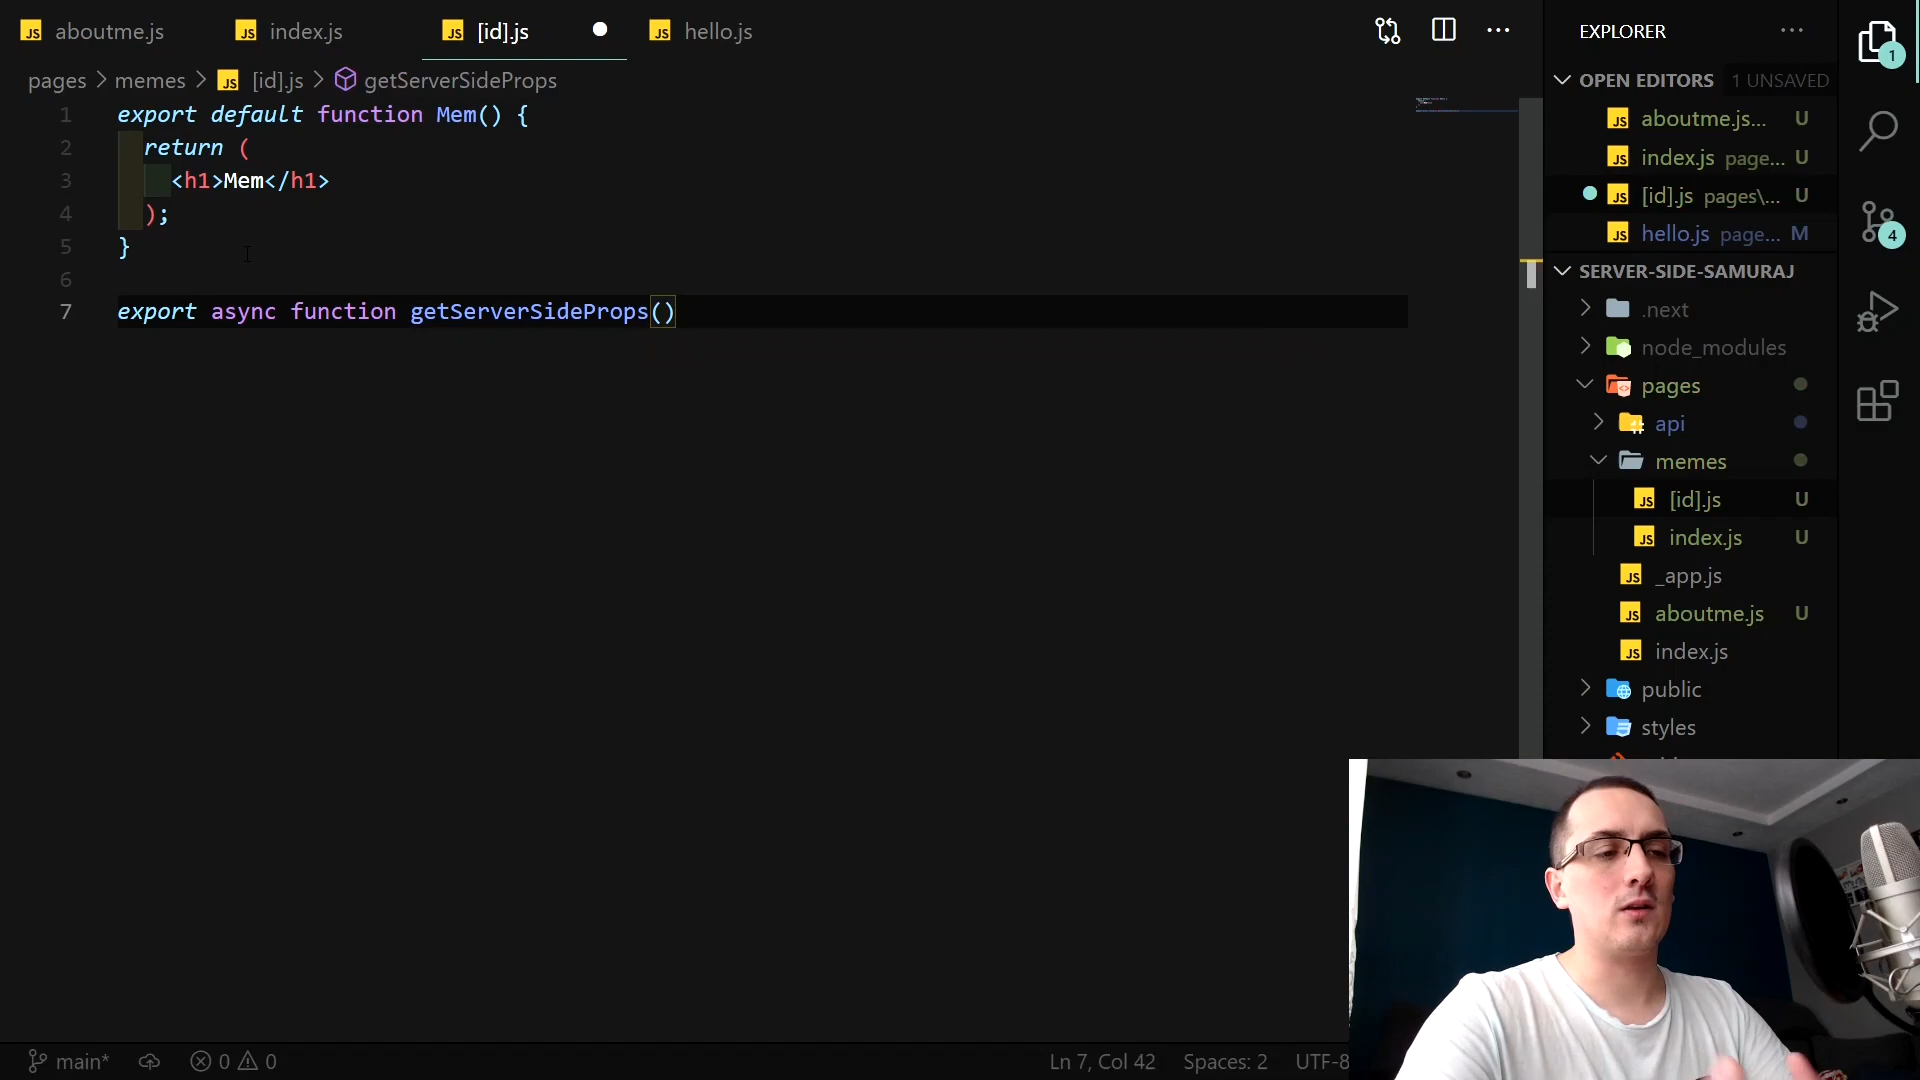 aboutme.js index.js [id].js hello.js
pages memes [id].js getServerSideProps
1 export default function Mem() {
2 return (
3 <h1>Mem</h1>
4 );
5 }
6
7 export async function getServerSideProps()
EXPLORER
OPEN EDITORS 1 UNSAVED
aboutme.js... U
index.js page... U
[id].js pages\... U
hello.js page... M
SERVER-SIDE-SAMURAJ
.next
node_modules
pages
api
memes
[id].js U
index.js U
_app.js
aboutme.js U
index.js
public
styles
1
4
main* 0 0 Ln 7, Col 42 Spaces: 2 UTF-8